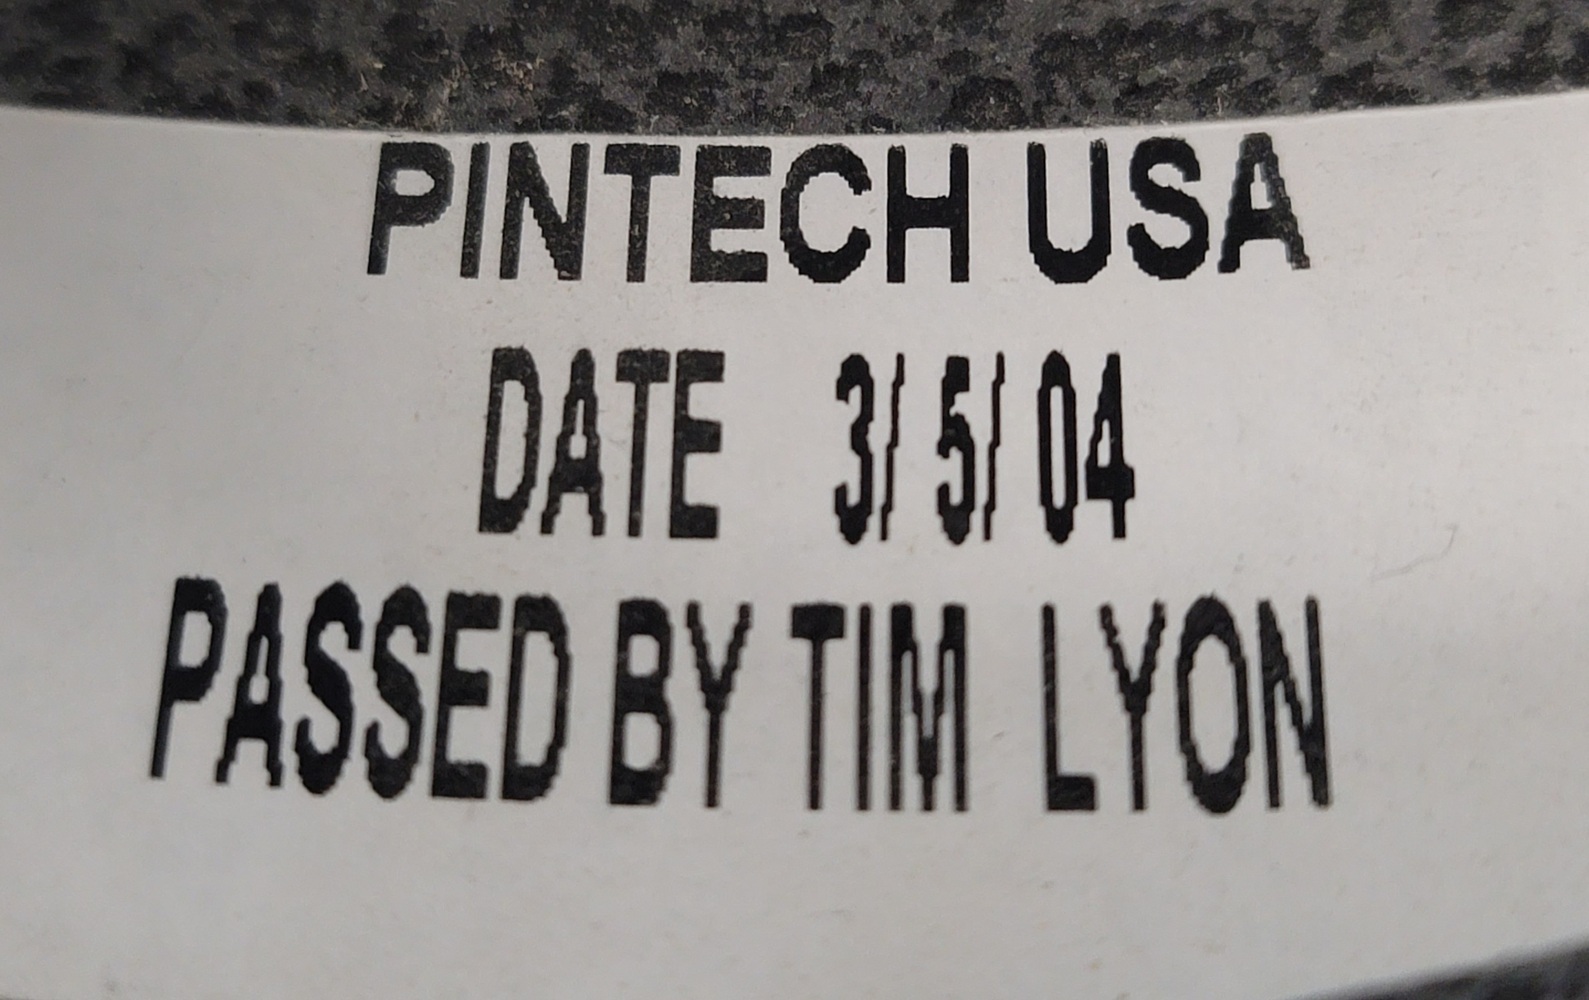 PINTECH USA
DATE 3/ 5/ 04
PASSED BY TIM LYON